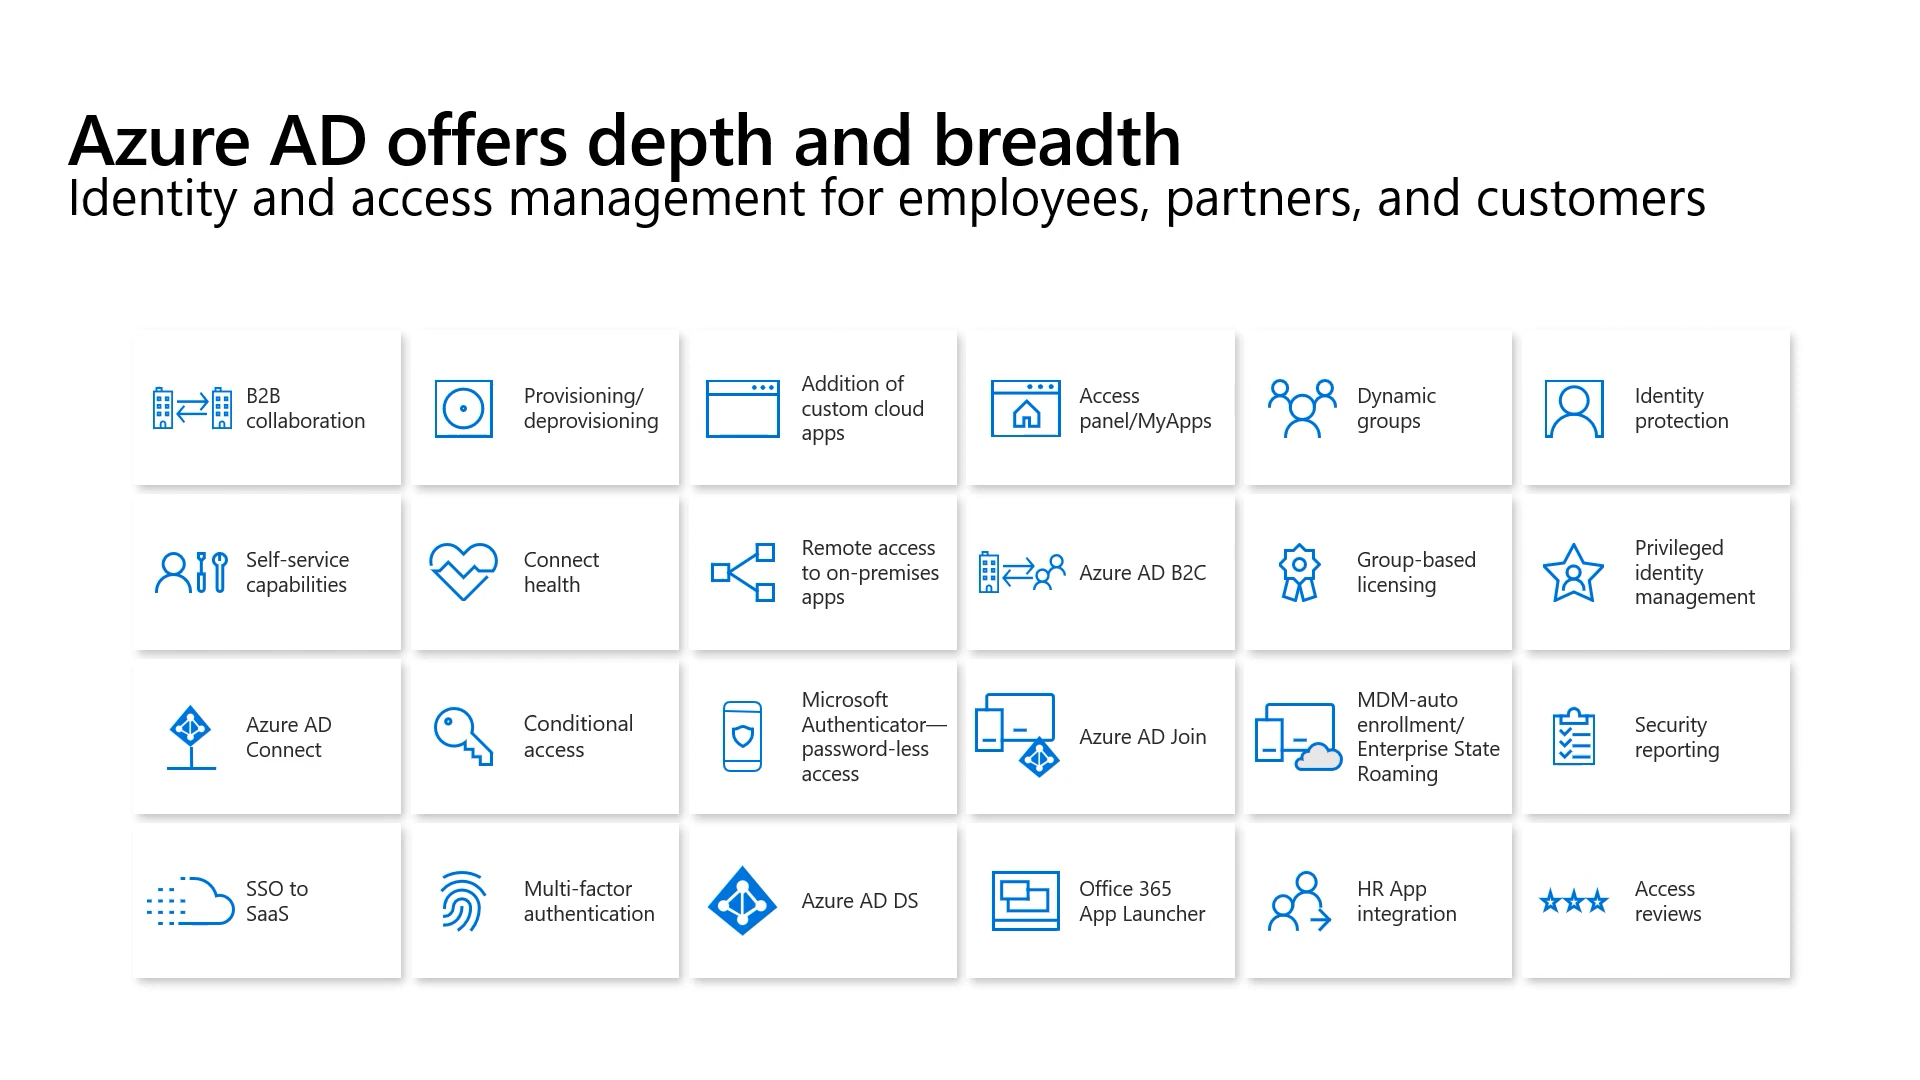 Azure AD offers depth and breadth
Identity and access management for employees, partners, and customers
B2B
collaboration
Provisioning/
deprovisioning
Addition of
custom cloud
apps
Access
panel/MyApps
Dynamic
groups
Identity
protection
Self-service
capabilities
Connect
health
Remote access
to on-premises
apps
Azure AD B2C
Group-based
licensing
Privileged
identity
management
Azure AD
Connect
Conditional
access
Microsoft
Authenticator—
password-less
access
Azure AD Join
MDM-auto
enrollment/
Enterprise State
Roaming
Security
reporting
SSO to
SaaS
Multi-factor
authentication
Azure AD DS
Office 365
App Launcher
HR App
integration
Access
reviews